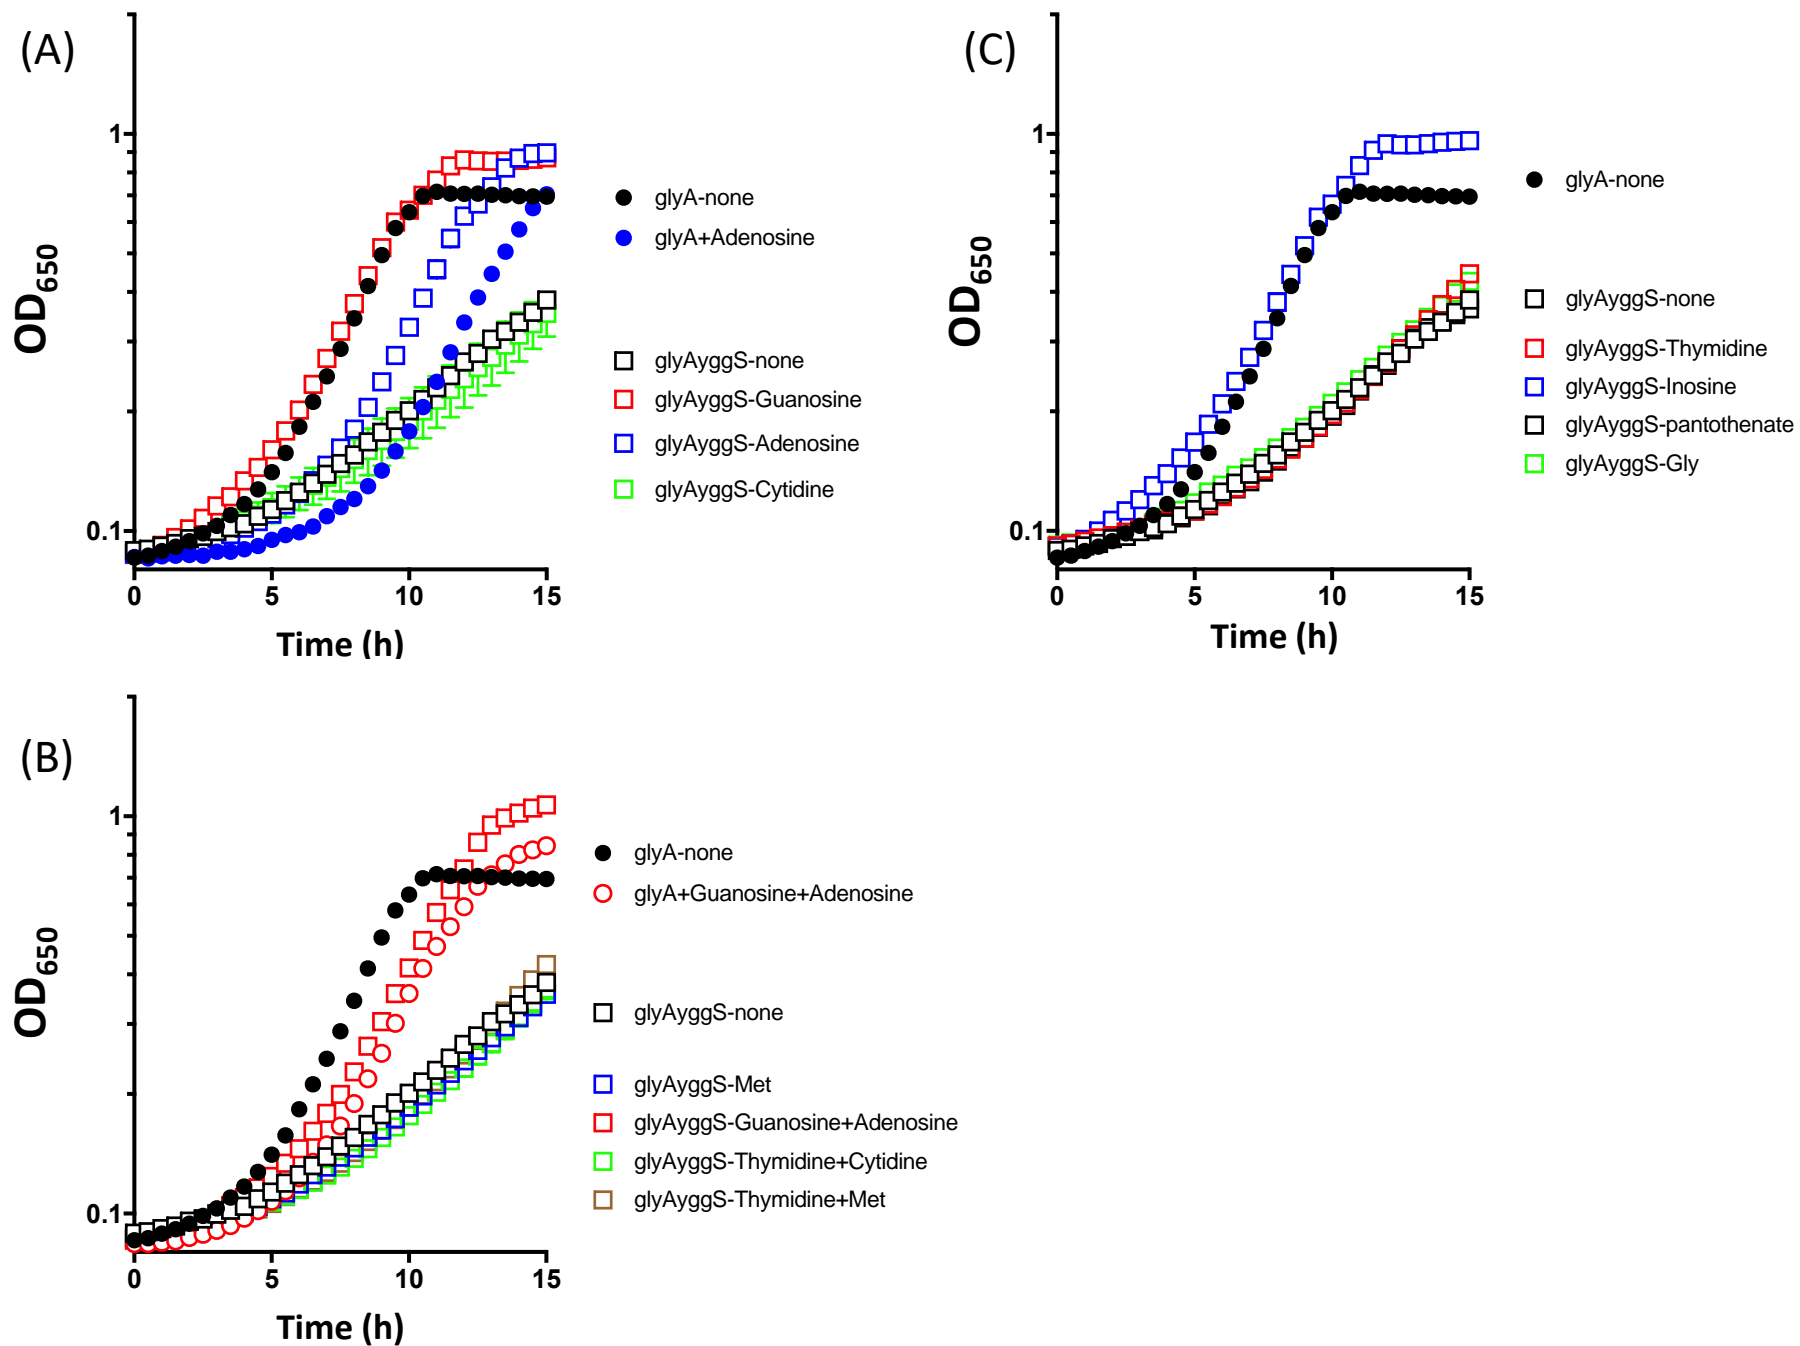 (A)
1
0.1
OD650
0 5 10 15
Time (h)
glyA-none
glyA+Adenosine
glyAyggS-none
glyAyggS-Guanosine
glyAyggS-Adenosine
glyAyggS-Cytidine
(C)
1
0.1
OD650
0 5 10 15
Time (h)
glyA-none
glyAyggS-none
glyAyggS-Thymidine
glyAyggS-Inosine
glyAyggS-pantothenate
glyAyggS-Gly
(B)
1
0.1
OD650
0 5 10 15
Time (h)
glyA-none
glyA+Guanosine+Adenosine
glyAyggS-none
glyAyggS-Met
glyAyggS-Guanosine+Adenosine
glyAyggS-Thymidine+Cytidine
glyAyggS-Thymidine+Met